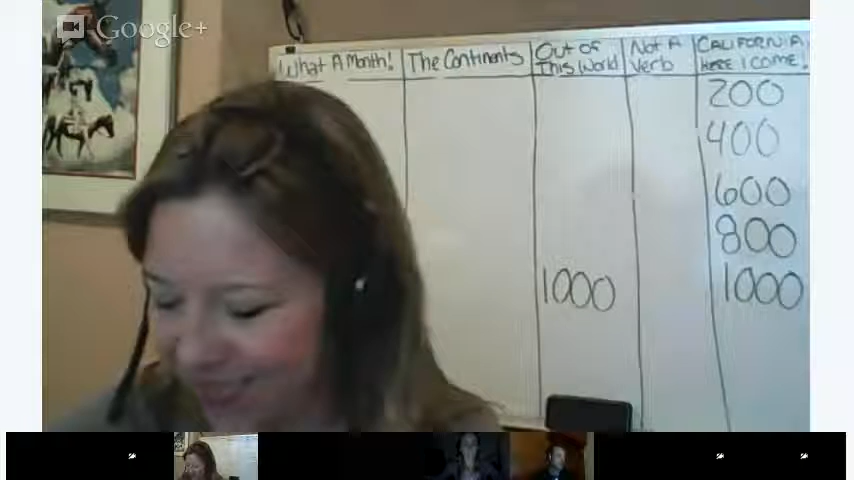 Google+
What A Month!
The Continents
Out of
This World
Not A
Verb
CALIFORNIA
HERE I COME!
200
400
600
800
1000
1000